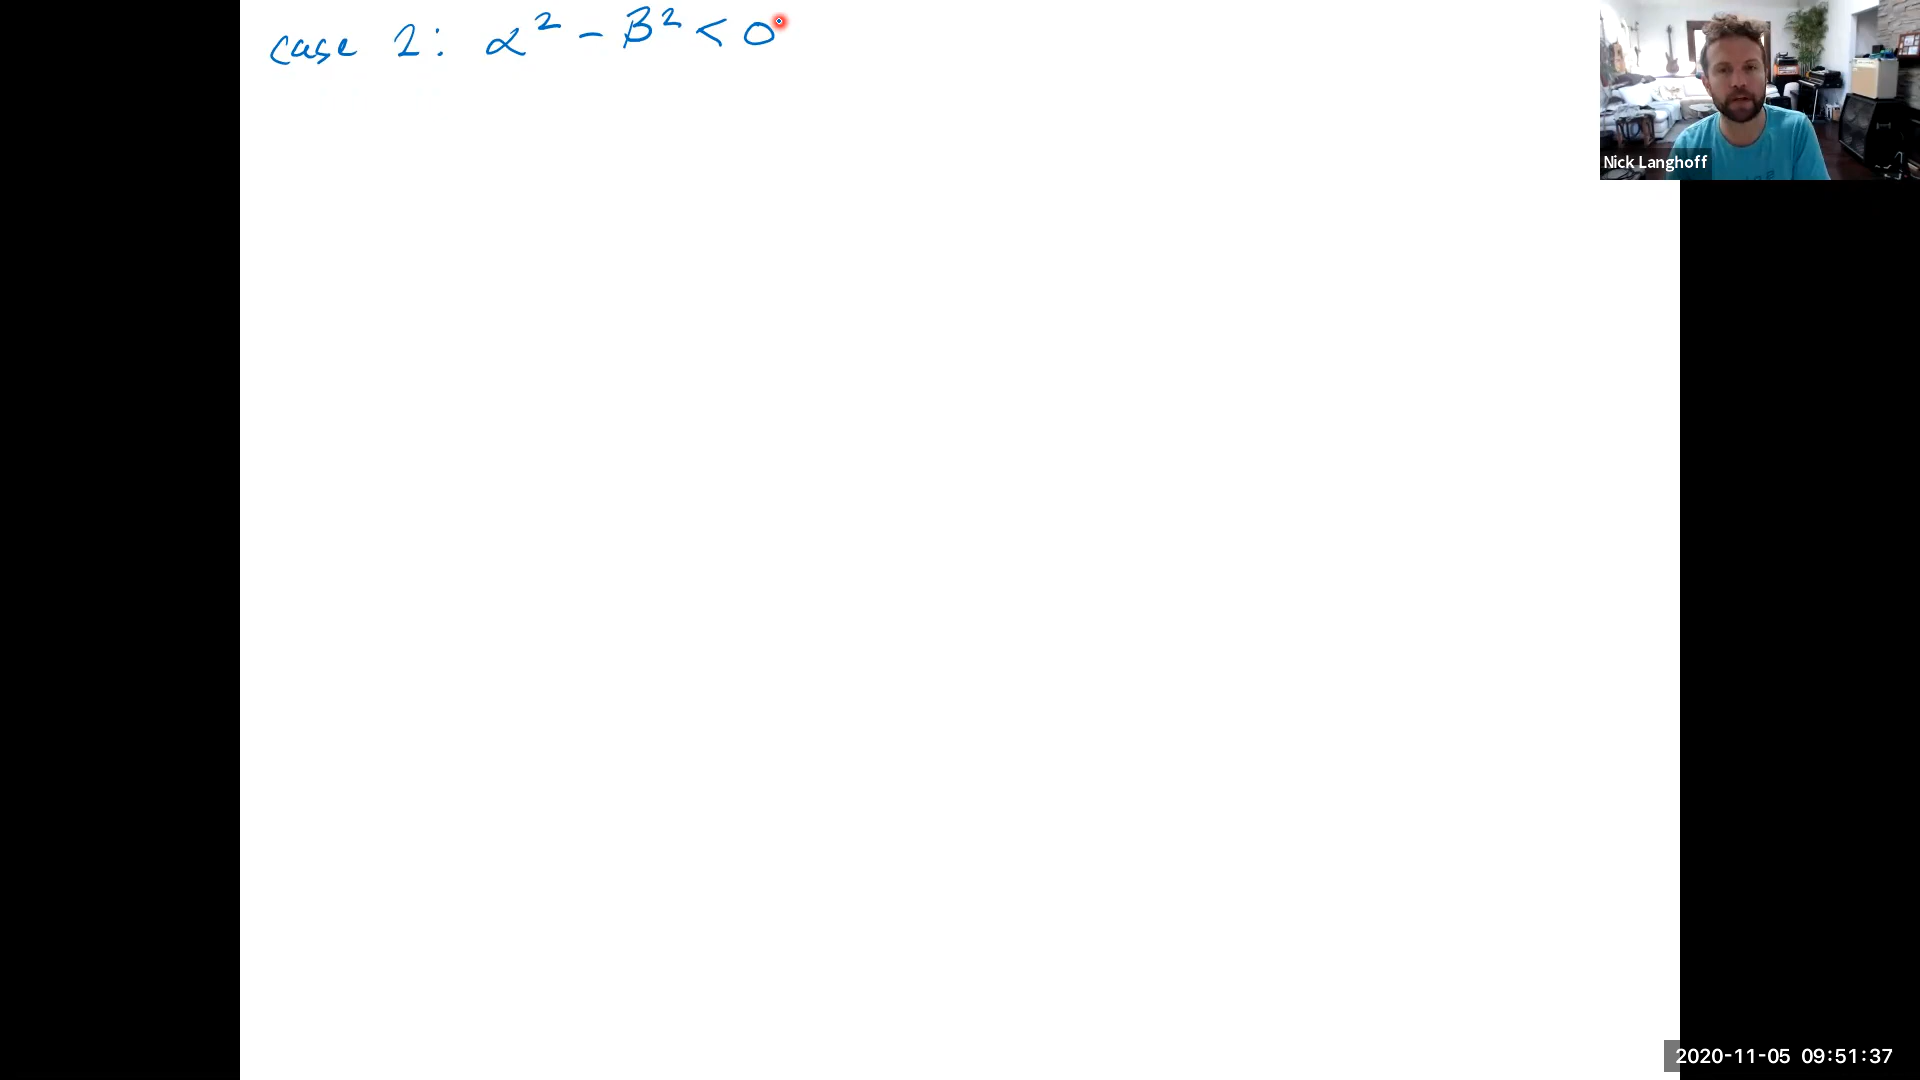 case 2: α² - β² < 0
Nick Langhoff
2020-11-05 09:51:37